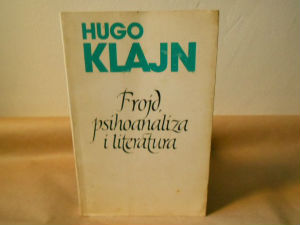 HUGO
KLAJN
Frojd,
psihoanaliza
i literatura